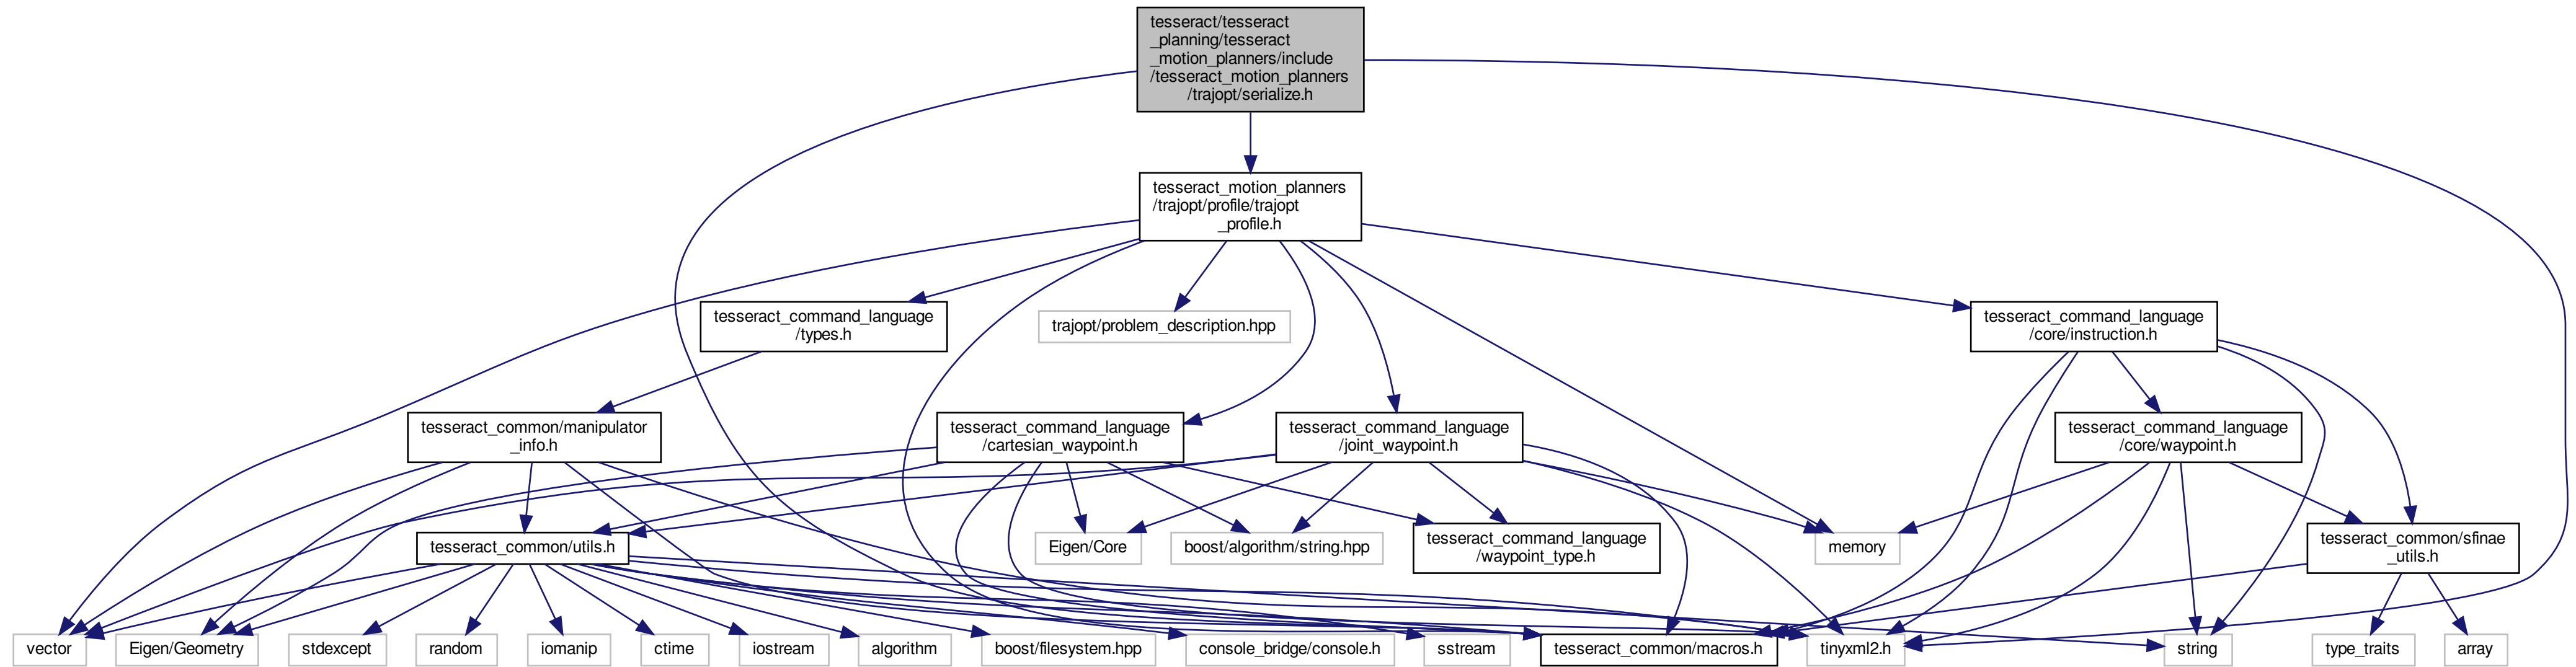 tesseract/tesseract
_planning/tesseract
_motion_planners/include
/tesseract_motion_planners
/trajopt/serialize.h
tesseract_motion_planners
/trajopt/profile/trajopt
_profile.h
tesseract_command_language
/types.h
trajopt/problem_description.hpp
tesseract_command_language
/core/instruction.h
tesseract_common/manipulator
_info.h
tesseract_command_language
/cartesian_waypoint.h
tesseract_command_language
/joint_waypoint.h
tesseract_command_language
/core/waypoint.h
tesseract_common/utils.h
Eigen/Core
boost/algorithm/string.hpp
tesseract_command_language
/waypoint_type.h
memory
tesseract_common/sfinae
_utils.h
vector
Eigen/Geometry
stdexcept
random
iomanip
ctime
iostream
algorithm
boost/filesystem.hpp
console_bridge/console.h
sstream
tesseract_common/macros.h
tinyxml2.h
string
type_traits
array